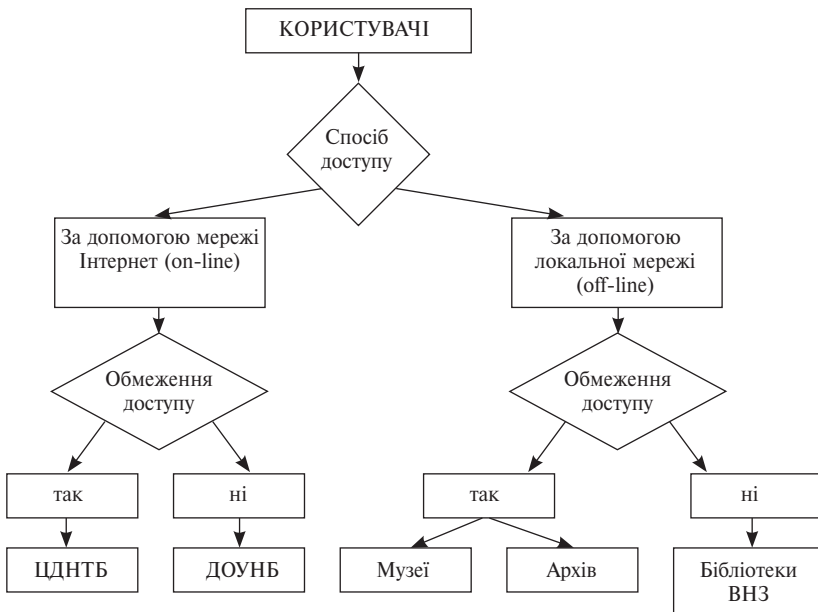 КОРИСТУВАЧІ
Спосіб
доступу
За допомогою мережі
Інтернет (on-line)
За допомогою
локальної мережі
(off-line)
Обмеження
доступу
Обмеження
доступу
так
ні
так
ні
ЦДНТБ
ДОУНБ
Музеї
Архів
Бібліотеки
ВНЗ